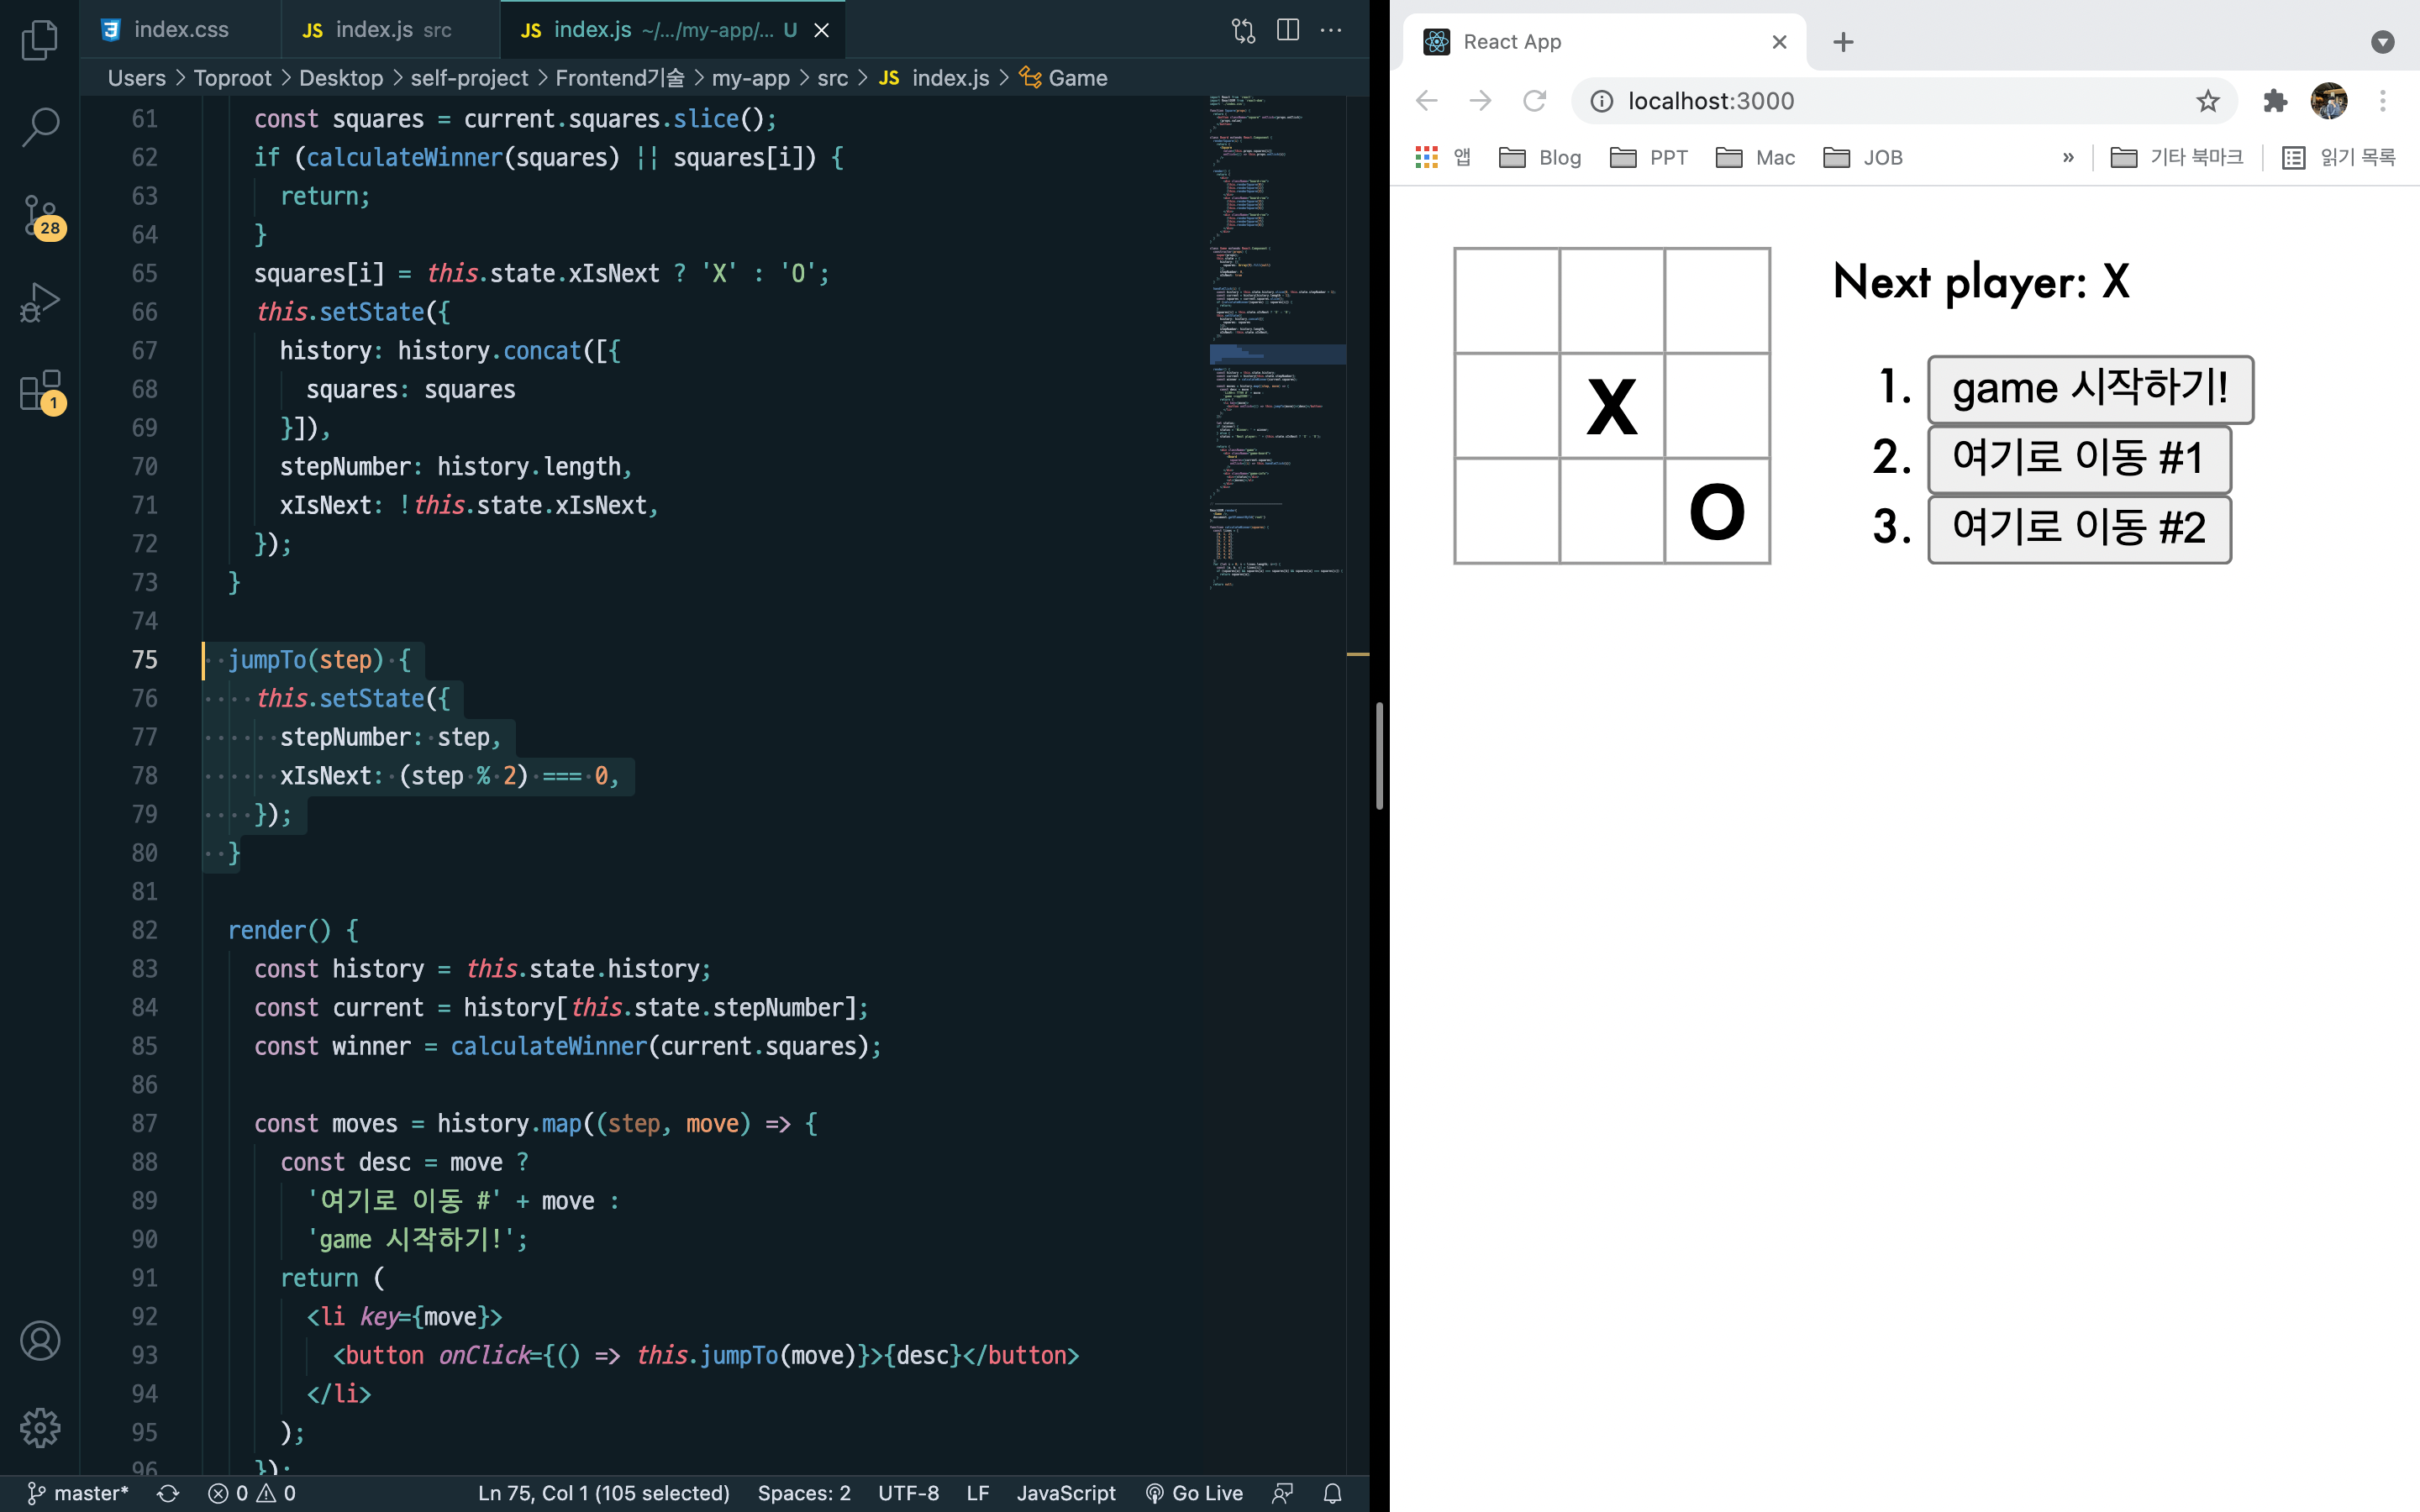 index.css
JS index.js src
JS index.js ~/.../my-app/... U
Users > Toproot > Desktop > self-project > Frontend기술 > my-app > src > JS index.js > Game
61 const squares = current.squares.slice();
62 if (calculateWinner(squares) || squares[i]) {
63 return;
64 }
65 squares[i] = this.state.xIsNext ? 'X' : 'O';
66 this.setState({
67 history: history.concat([{
68 squares: squares
69 }]),
70 stepNumber: history.length,
71 xIsNext: !this.state.xIsNext,
72 });
73 }
74
75 jumpTo(step) {
76 this.setState({
77 stepNumber: step,
78 xIsNext: (step % 2) === 0,
79 });
80 }
81
82 render() {
83 const history = this.state.history;
84 const current = history[this.state.stepNumber];
85 const winner = calculateWinner(current.squares);
86
87 const moves = history.map((step, move) => {
88 const desc = move ?
89 '여기로 이동 #' + move :
90 'game 시작하기!';
91 return (
92 <li key={move}>
93 <button onClick={() => this.jumpTo(move)}>{desc}</button>
94 </li>
95 );
96 });
28
1
master* 0 0 Ln 75, Col 1 (105 selected) Spaces: 2 UTF-8 LF JavaScript Go Live
React App
localhost:3000
앱 Blog PPT Mac JOB » 기타 북마크 읽기 목록
X
O
Next player: X
1. game 시작하기!
2. 여기로 이동 #1
3. 여기로 이동 #2